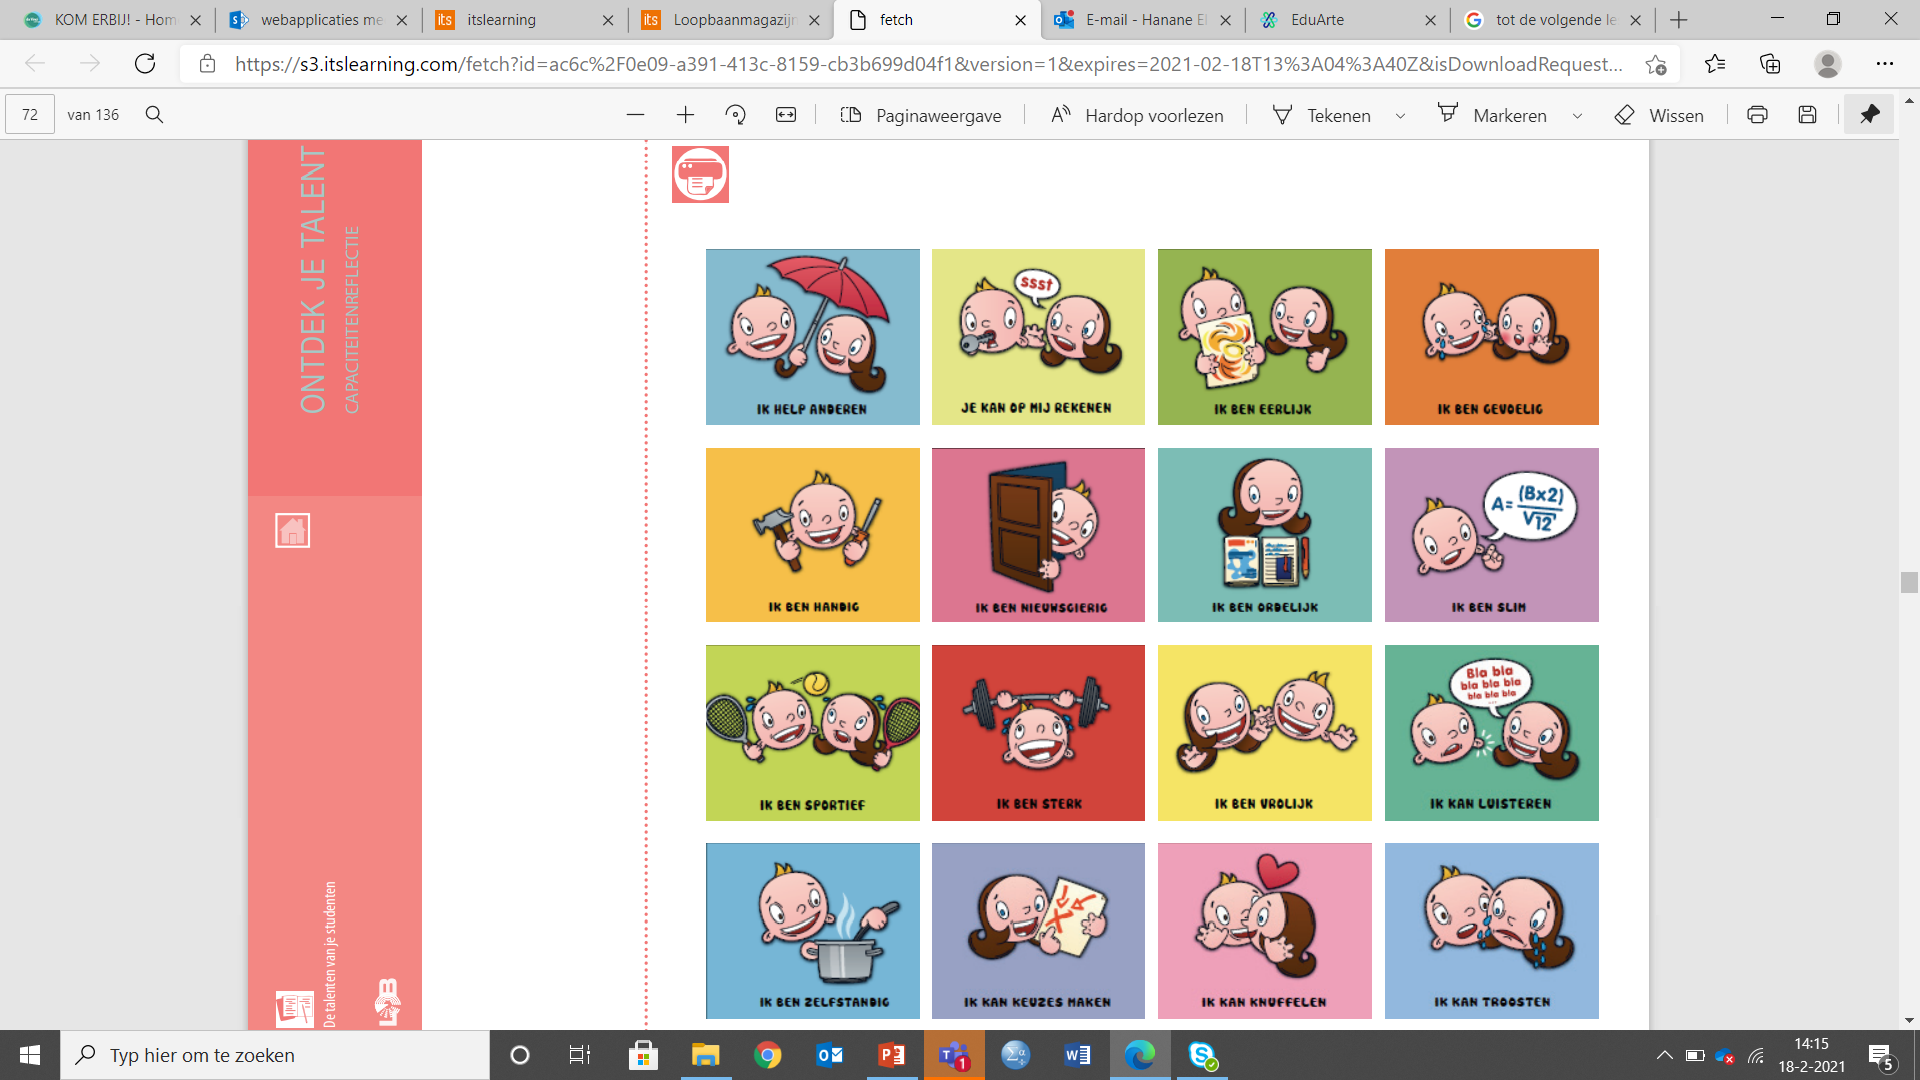 KOM ERBIJ! - Hom
webapplicaties me
itslearning
Loopbaanmagazijn
fetch
E-mail - Hanane El
EduArte
tot de volgende le
https://s3.itslearning.com/fetch?id=ac6c%2F0e09-a391-413c-8159-cb3b699d04f1&version=1&expires=2021-02-18T13%3A04%3A40Z&isDownloadRequest...
72 van 136
Paginaweergave
Hardop voorlezen
Tekenen
Markeren
Wissen
ONTDEK JE TALENT
CAPACITEITENREFLECTIE
De talenten van je studenten
IK HELP ANDEREN
ssst
JE KAN OP MIJ REKENEN
IK BEN EERLIJK
IK BEN GEVOELIG
IK BEN HANDIG
IK BEN NIEUWSGIERIG
IK BEN ORDELIJK
A= (Bx2)
√12
IK BEN SLIM
IK BEN SPORTIEF
IK BEN STERK
IK BEN VROLIJK
Bla bla
bla bla bla
bla bla bla
IK KAN LUISTEREN
IK BEN ZELFSTANDIG
IK KAN KEUZES MAKEN
IK KAN KNUFFELEN
IK KAN TROOSTEN
Typ hier om te zoeken
1
14:15
18-2-2021
5